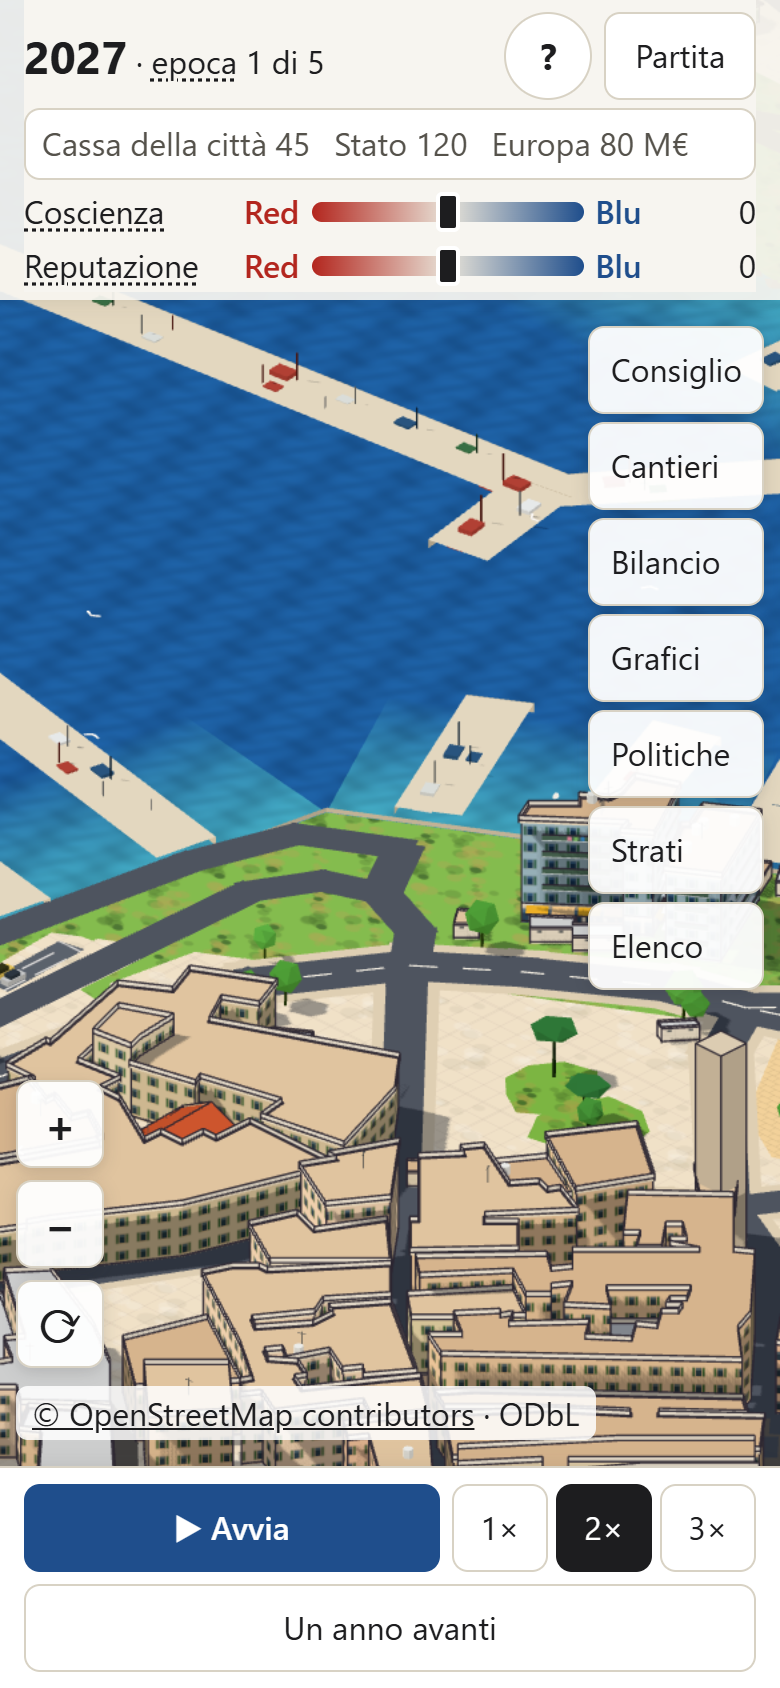 2027 · epoca 1 di 5
?
Partita
Cassa della città 45 Stato 120 Europa 80 M€
Coscienza Red Blu 0
Reputazione Red Blu 0
Consiglio
Cantieri
Bilancio
Grafici
Politiche
Strati
Elenco
+
−
© OpenStreetMap contributors · ODbL
▶ Avvia
1×
2×
3×
Un anno avanti